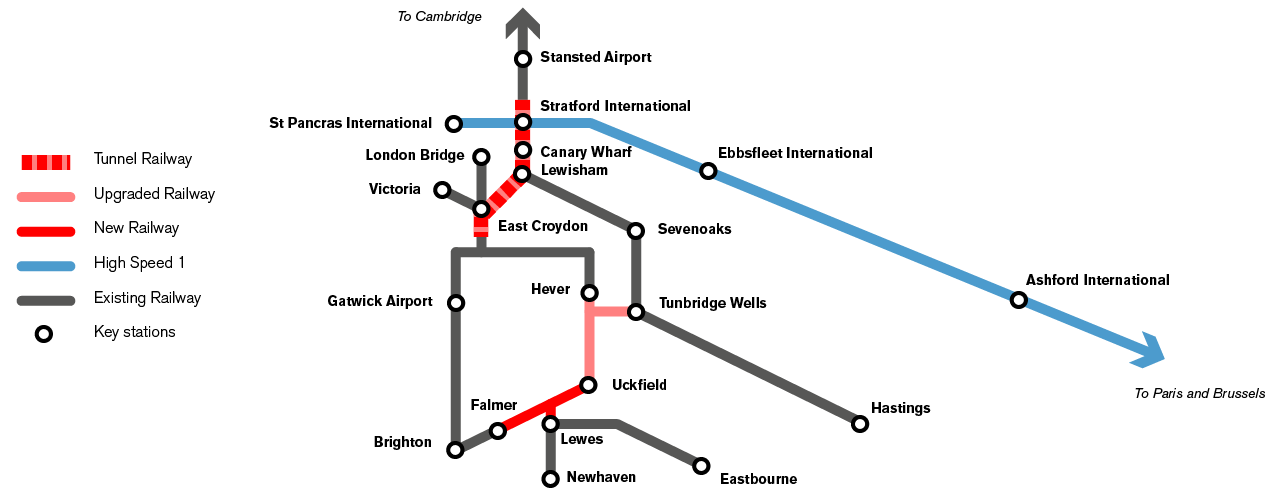 To Cambridge
Stansted Airport
Stratford International
St Pancras International
Canary Wharf
London Bridge
Lewisham
Ebbsfleet International
Victoria
East Croydon
Sevenoaks
Tunnel Railway
Upgraded Railway
New Railway
High Speed 1
Existing Railway
Key stations
Ashford International
Hever
Gatwick Airport
Tunbridge Wells
To Paris and Brussels
Uckfield
Falmer
Hastings
Brighton
Lewes
Newhaven
Eastbourne